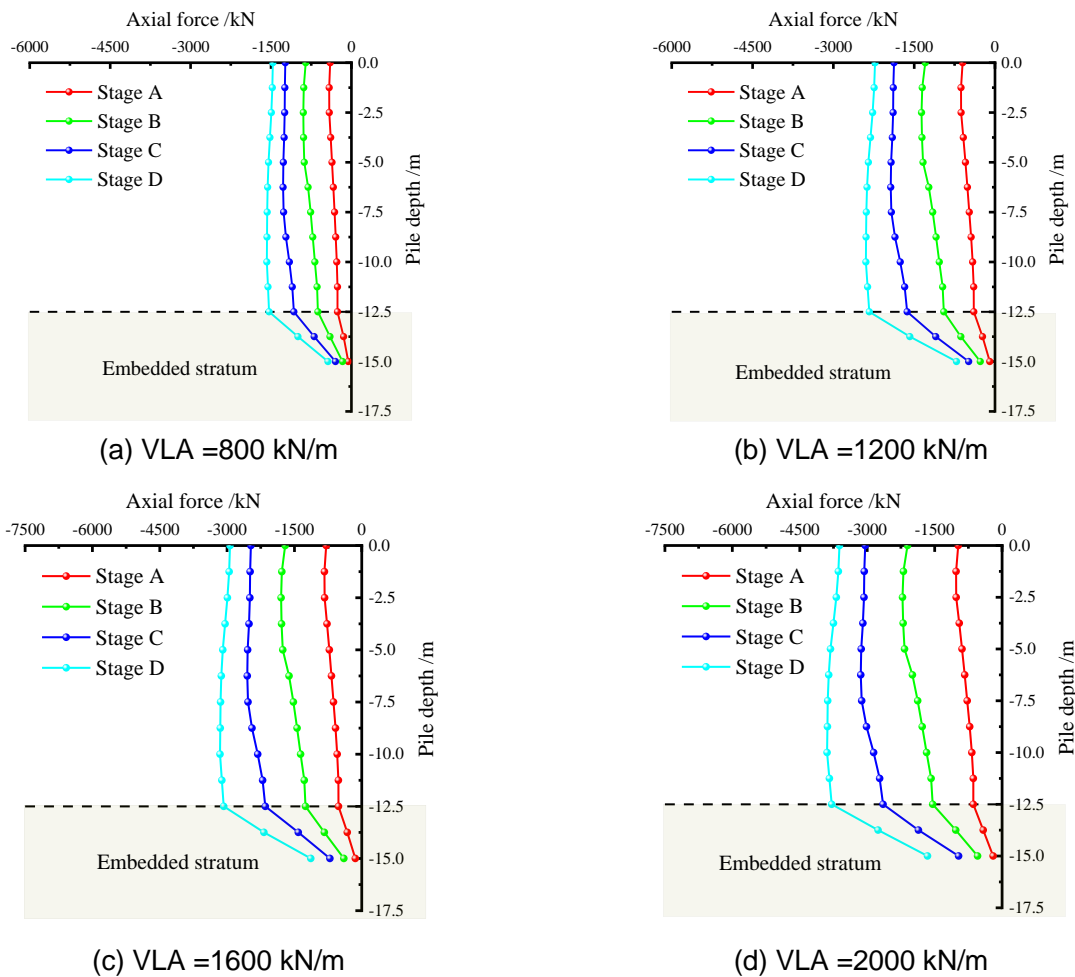 Axial force /kN
-6000 -4500 -3000 -1500 0
0.0
Stage A
-2.5
Stage B
Stage C
-5.0
Stage D
-7.5
Pile depth /m
-10.0
-12.5
-15.0
Embedded stratum
-17.5
(a) VLA =800 kN/m
Axial force /kN
-6000 -4500 -3000 -1500 0
0.0
Stage A
-2.5
Stage B
Stage C
-5.0
Stage D
-7.5
Pile depth /m
-10.0
-12.5
-15.0
Embedded stratum
-17.5
(b) VLA =1200 kN/m
Axial force /kN
-7500 -6000 -4500 -3000 -1500 0
0.0
Stage A
Stage B
-2.5
Stage C
-5.0
Stage D
-7.5
Pile depth /m
-10.0
-12.5
-15.0
Embedded stratum
-17.5
(c) VLA =1600 kN/m
Axial force /kN
-7500 -6000 -4500 -3000 -1500 0
0.0
Stage A
Stage B
-2.5
Stage C
-5.0
Stage D
-7.5
Pile depth /m
-10.0
-12.5
-15.0
Embedded stratum
-17.5
(d) VLA =2000 kN/m